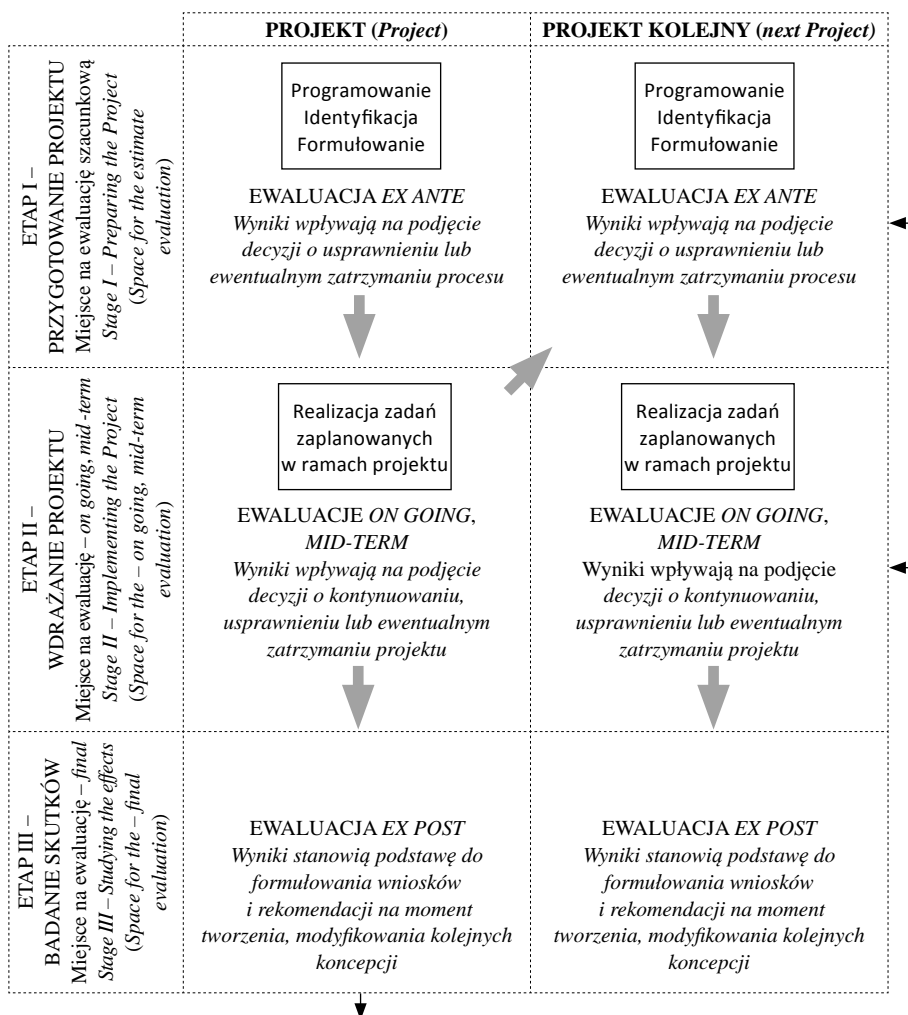 PROJEKT (Project)
PROJEKT KOLEJNY (next Project)
ETAP I –
PRZYGOTOWANIE PROJEKTU
Miejsce na ewaluację szacunkową
Stage I – Preparing the Project
(Space for the estimate
evaluation)
Programowanie
Identyfikacja
Formułowanie
EWALUACJA EX ANTE
Wyniki wpływają na podjęcie
decyzji o usprawnieniu lub
ewentualnym zatrzymaniu procesu
Programowanie
Identyfikacja
Formułowanie
EWALUACJA EX ANTE
Wyniki wpływają na podjęcie
decyzji o usprawnieniu lub
ewentualnym zatrzymaniu procesu
ETAP II –
WDRAŻANIE PROJEKTU
Miejsce na ewaluację – on going, mid -term
Stage II – Implementing the Project
(Space for the – on going, mid-term
evaluation)
Realizacja zadań
zaplanowanych
w ramach projektu
EWALUACJE ON GOING,
MID-TERM
Wyniki wpływają na podjęcie
decyzji o kontynuowaniu,
usprawnieniu lub ewentualnym
zatrzymaniu projektu
Realizacja zadań
zaplanowanych
w ramach projektu
EWALUACJE ON GOING,
MID-TERM
Wyniki wpływają na podjęcie
decyzji o kontynuowaniu,
usprawnieniu lub ewentualnym
zatrzymaniu projektu
ETAP III –
BADANIE SKUTKÓW
Miejsce na ewaluację – final
Stage III – Studying the effects
(Space for the – final
evaluation)
EWALUACJA EX POST
Wyniki stanowią podstawę do
formułowania wniosków
i rekomendacji na moment
tworzenia, modyfikowania kolejnych
koncepcji
EWALUACJA EX POST
Wyniki stanowią podstawę do
formułowania wniosków
i rekomendacji na moment
tworzenia, modyfikowania kolejnych
koncepcji